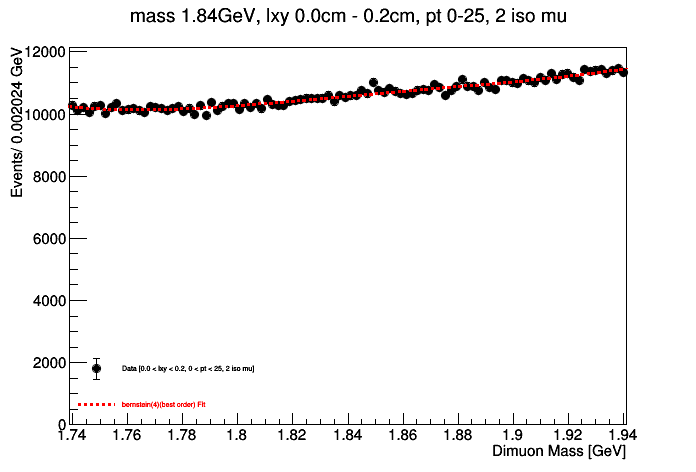 mass 1.84GeV, lxy 0.0cm - 0.2cm, pt 0-25, 2 iso mu
Events/ 0.002024 GeV
12000
10000
8000
6000
4000
2000
0
Data [0.0 < lxy < 0.2, 0 < pt < 25, 2 iso mu]
bernstein(4)(best order) Fit
1.74 1.76 1.78 1.8 1.82 1.84 1.86 1.88 1.9 1.92 1.94
Dimuon Mass [GeV]